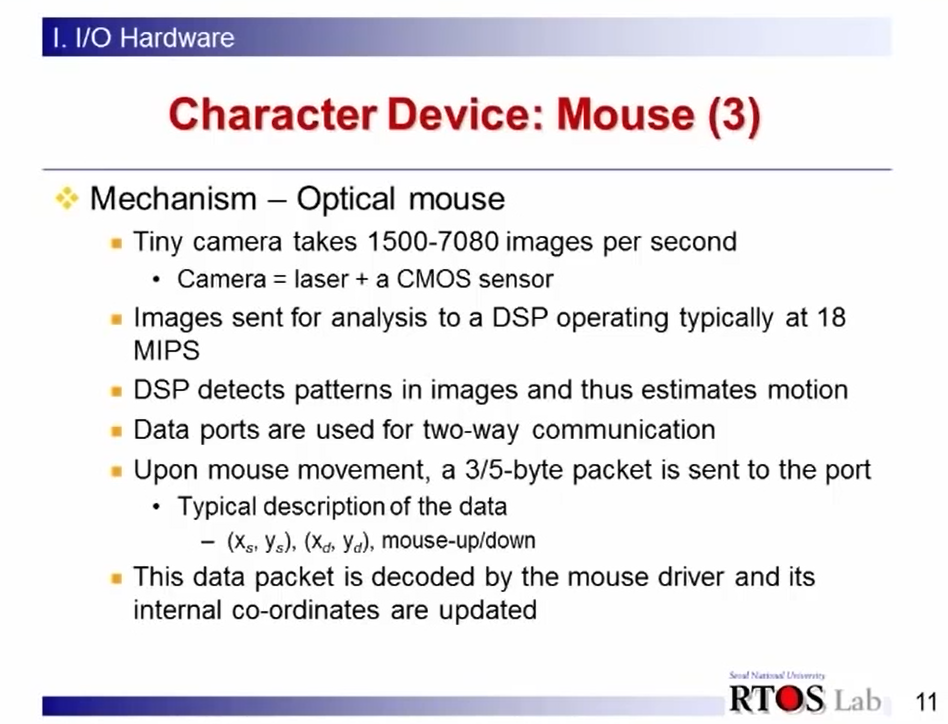 I. I/O Hardware
Character Device: Mouse (3)
Mechanism – Optical mouse
Tiny camera takes 1500-7080 images per second
• Camera = laser + a CMOS sensor
Images sent for analysis to a DSP operating typically at 18
MIPS
DSP detects patterns in images and thus estimates motion
Data ports are used for two-way communication
Upon mouse movement, a 3/5-byte packet is sent to the port
• Typical description of the data
– (xs, ys), (xd, yd), mouse-up/down
This data packet is decoded by the mouse driver and its
internal co-ordinates are updated
Seoul National University
RTOS Lab
11